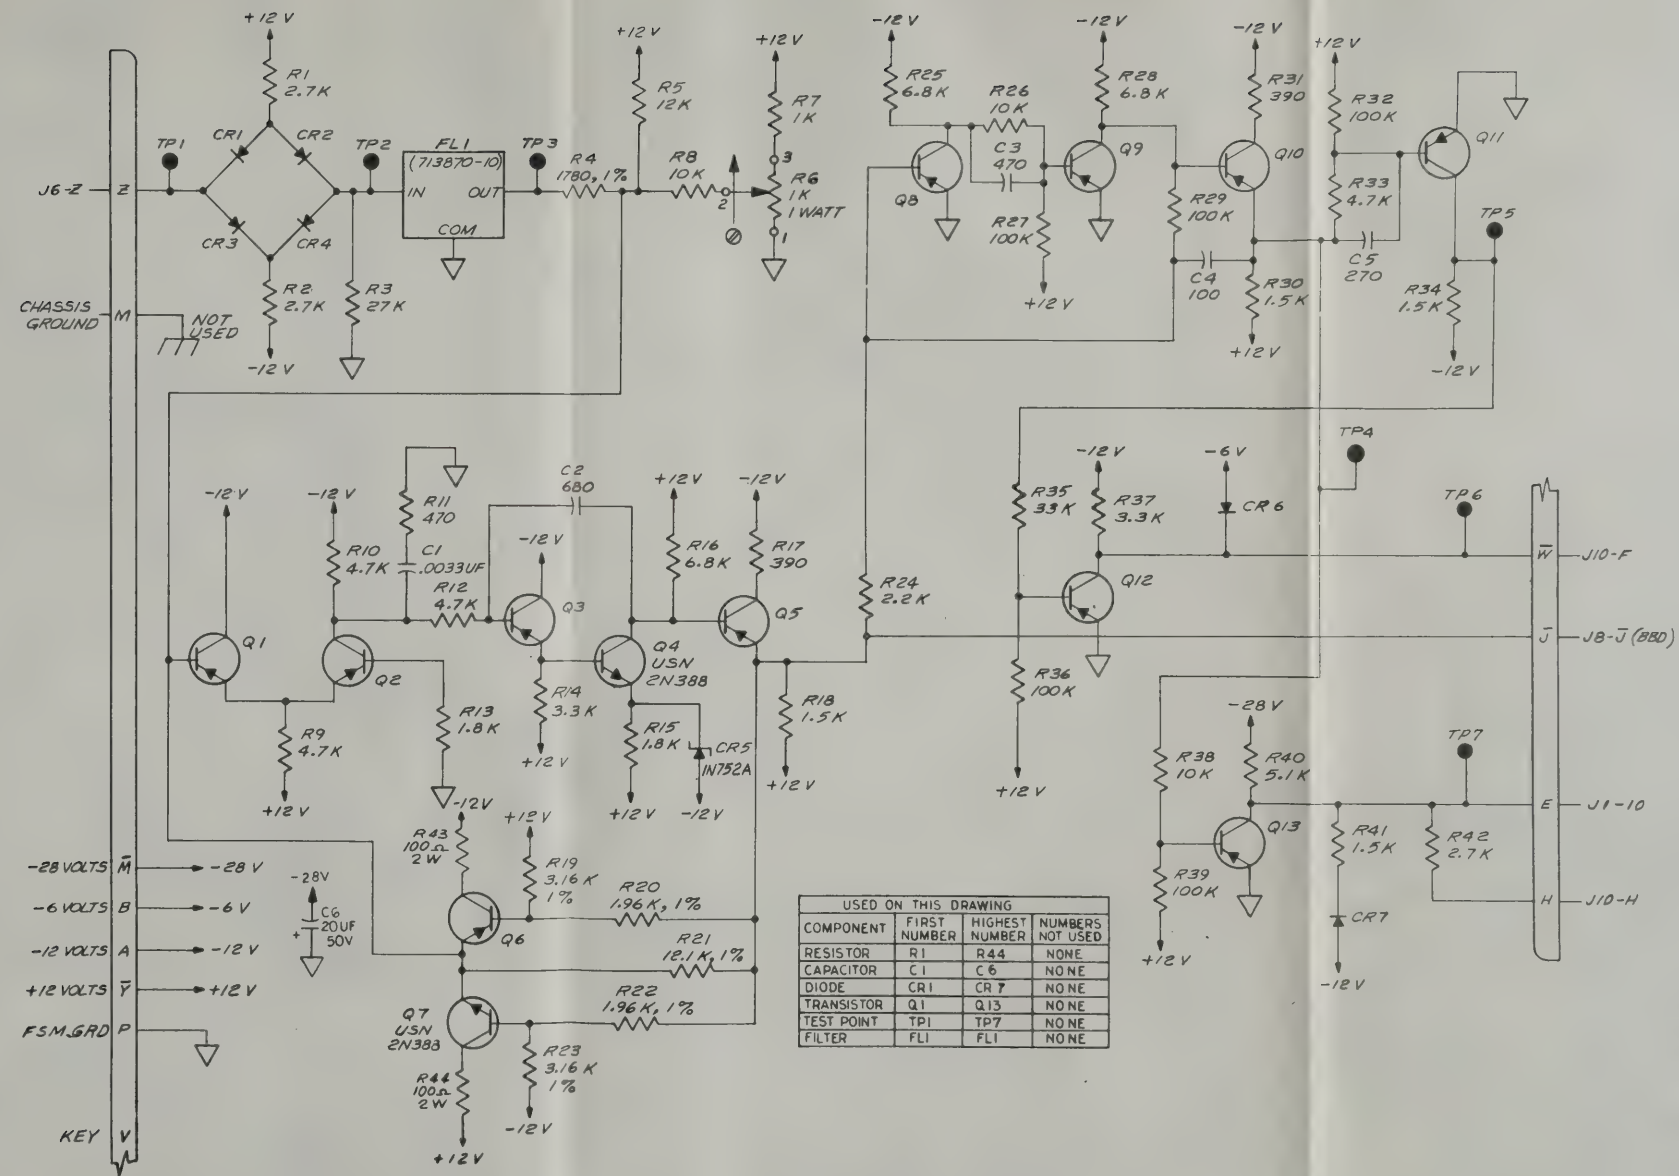 +12 V
R1
2.7K
CR1
CR2
TP1
TP2
J6-Z
Z
CR3
CR4
R2
2.7K
-12 V
R3
27K
CHASSIS
GROUND
M
NOT
USED
FL1
(713870-10)
IN
OUT
COM
TP3
R4
1780, 1%
+12 V
R5
12K
R8
10K
2
+12 V
R7
1K
3
R6
1K
1 WATT
1
-12 V
R25
6.8K
R26
10K
C3
470
Q8
R27
100K
+12 V
-12 V
R28
6.8K
Q9
R29
100K
C4
100
-12 V
R31
390
Q10
R30
1.5K
+12 V
+12 V
R32
100K
R33
4.7K
C5
270
Q11
TP5
R34
1.5K
-12 V
-12 V
Q1
R9
4.7K
+12 V
-12 V
R10
4.7K
R11
470
C1
.0033UF
R12
4.7K
Q2
R13
1.8K
C2
680
-12 V
Q3
R14
3.3K
+12 V
Q4
USN
2N388
R15
1.8K
+12 V
CR5
1N752A
-12 V
+12 V
R16
6.8K
-12 V
R17
390
Q5
R18
1.5K
+12 V
R24
2.2K
R35
33K
R36
100K
+12 V
-12 V
R37
3.3K
Q12
-6 V
CR6
TP4
TP6
W̅
J10-F
J̅
J8-J̅ (BBD)
-28 V
R38
10K
R39
100K
+12 V
R40
5.1K
Q13
TP7
E
J1-10
R41
1.5K
CR7
-12 V
R42
2.7K
H
J10-H
-12V
R43
100Ω
2W
Q6
+12 V
R19
3.16K
1%
R20
1.96K, 1%
R21
12.1K, 1%
R22
1.96K, 1%
Q7
USN
2N388
R23
3.16K
1%
-12 V
R44
100Ω
2W
+12 V
-28 VOLTS M̅ -28 V
-6 VOLTS B -6 V
-12 VOLTS A -12 V
+12 VOLTS Y̅ +12 V
FSM.GRD P
KEY V
-28V
C6
20UF
50V
+
USED ON THIS DRAWING
COMPONENT FIRST NUMBER HIGHEST NUMBER NUMBERS NOT USED
RESISTOR R1 R44 NONE
CAPACITOR C1 C6 NONE
DIODE CR1 CR7 NONE
TRANSISTOR Q1 Q13 NONE
TEST POINT TP1 TP7 NONE
FILTER FL1 FL1 NONE